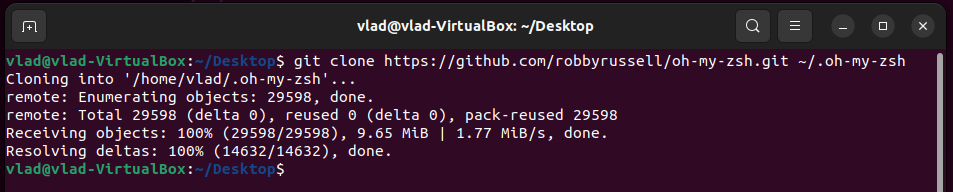 vlad@vlad-VirtualBox: ~/Desktop
vlad@vlad-VirtualBox:~/Desktop$ git clone https://github.com/robbyrussell/oh-my-zsh.git ~/.oh-my-zsh
Cloning into '/home/vlad/.oh-my-zsh'...
remote: Enumerating objects: 29598, done.
remote: Total 29598 (delta 0), reused 0 (delta 0), pack-reused 29598
Receiving objects: 100% (29598/29598), 9.65 MiB | 1.77 MiB/s, done.
Resolving deltas: 100% (14632/14632), done.
vlad@vlad-VirtualBox:~/Desktop$